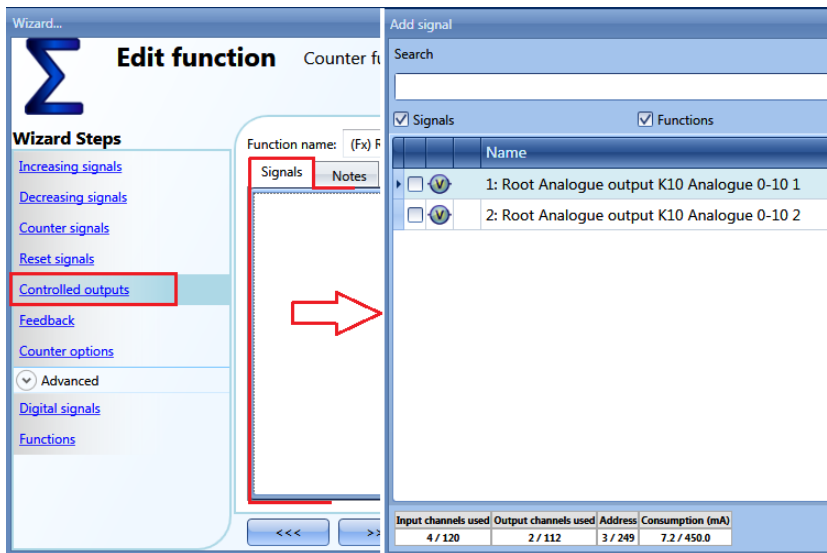 Wizard...
Edit function Counter fu
Wizard Steps
Increasing signals
Decreasing signals
Counter signals
Reset signals
Controlled outputs
Feedback
Counter options
Advanced
Digital signals
Functions
Function name: (Fx) R
Signals Notes
<<< >>
Add signal
Search
Signals Functions
Name
V 1: Root Analogue output K10 Analogue 0-10 1
V 2: Root Analogue output K10 Analogue 0-10 2
Input channels used Output channels used Address Consumption (mA)
4 / 120 2 / 112 3 / 249 7.2 / 450.0